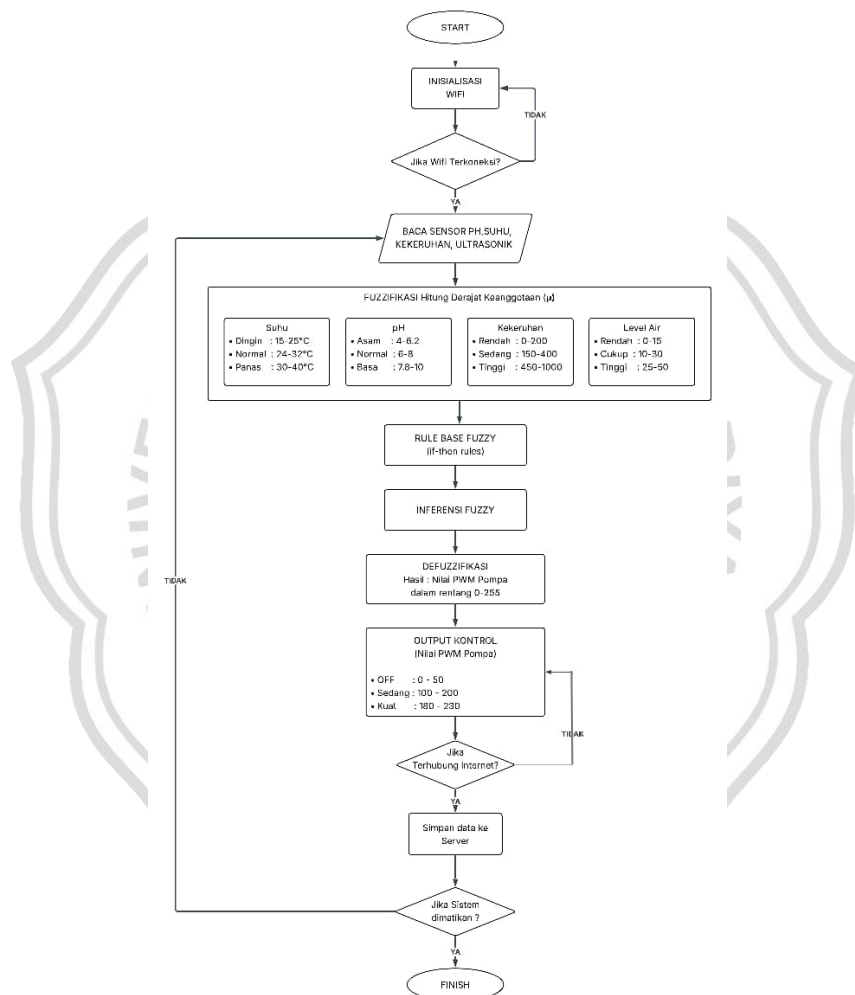 START
INISIALISASI
WIFI
TIDAK
Jika Wifi Terkoneksi?
YA
BACA SENSOR PH,SUHU,
KEKERUHAN, ULTRASONIK
FUZZIFIKASI Hitung Derajat Keanggotaan (µ)
Suhu
• Dingin : 15-25°C
• Normal : 24-32°C
• Panas : 30-40°C
pH
• Asam : 4-6.2
• Normal : 6-8
• Basa : 7.8-10
Kekeruhan
• Rendah : 0-200
• Sedang : 150-400
• Tinggi : 450-1000
Level Air
• Rendah : 0-15
• Cukup : 10-30
• Tinggi : 25-50
RULE BASE FUZZY
(if-then rules)
INFERENSI FUZZY
TIDAK
DEFUZZIFIKASI
Hasil : Nilai PWM Pompa
dalam rentang 0-255
OUTPUT KONTROL
(Nilai PWM Pompa)
• OFF : 0 - 50
• Sedang : 100 - 200
• Kuat : 180 - 230
TIDAK
Jika
Terhubung Internet?
YA
Simpan data ke
Server
Jika Sistem
dimatikan ?
YA
FINISH